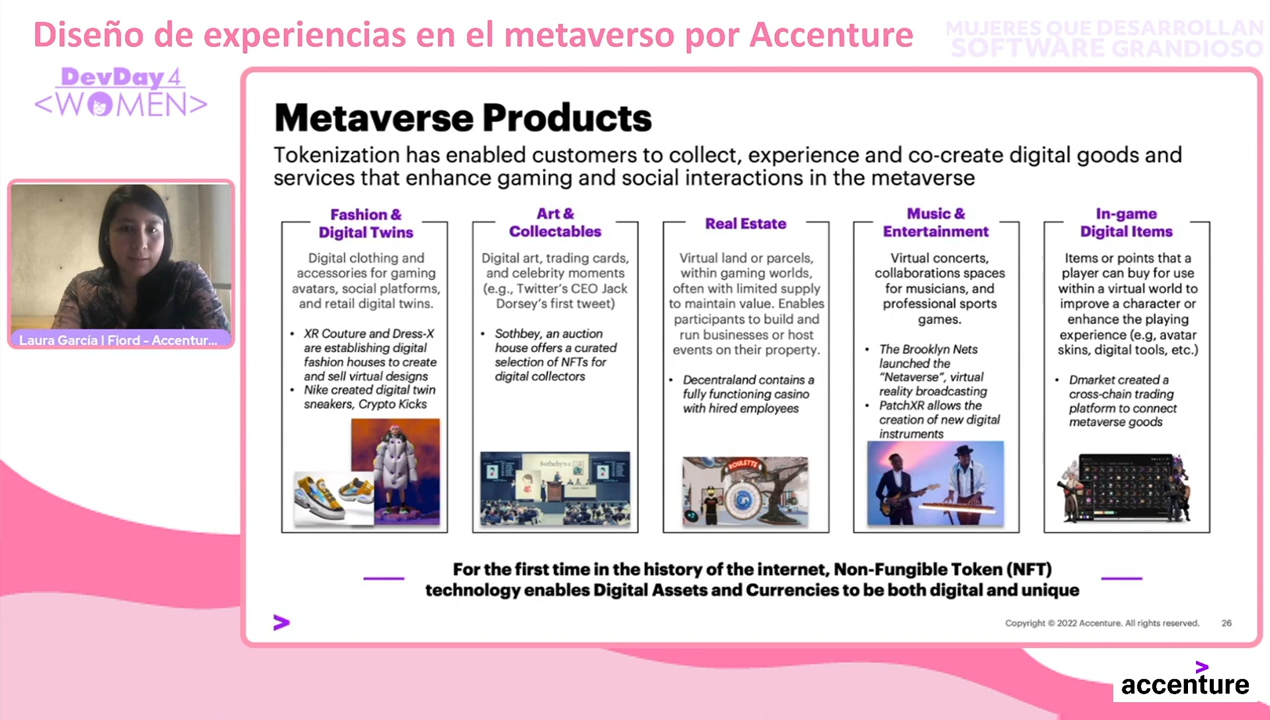 Diseño de experiencias en el metaverso por Accenture
MUJERES QUE DESARROLLAN
SOFTWARE GRANDIOSO
DevDay4
<WOMEN>
Laura García | Fjord - Accentur...
Metaverse Products
Tokenization has enabled customers to collect, experience and co-create digital goods and
services that enhance gaming and social interactions in the metaverse
Fashion &
Digital Twins
Digital clothing and
accessories for gaming
avatars, social platforms,
and retail digital twins.
• XR Couture and Dress-X
are establishing digital
fashion houses to create
and sell virtual designs
• Nike created digital twin
sneakers, Crypto Kicks
Art &
Collectables
Digital art, trading cards,
and celebrity moments
(e.g., Twitter's CEO Jack
Dorsey's first tweet)
• Sothbey, an auction
house offers a curated
selection of NFTs for
digital collectors
Sotheby's
Real Estate
Virtual land or parcels,
within gaming worlds,
often with limited supply
to maintain value. Enables
participants to build and
run businesses or host
events on their property.
• Decentraland contains a
fully functioning casino
with hired employees
ROULETTE
Music &
Entertainment
Virtual concerts,
collaborations spaces
for musicians, and
professional sports
games.
• The Brooklyn Nets
launched the
"Netaverse", virtual
reality broadcasting
• PatchXR allows the
creation of new digital
instruments
In-game
Digital Items
Items or points that a
player can buy for use
within a virtual world to
improve a character or
enhance the playing
experience (e.g, avatar
skins, digital tools, etc.)
• Dmarket created a
cross-chain trading
platform to connect
metaverse goods
For the first time in the history of the internet, Non-Fungible Token (NFT)
technology enables Digital Assets and Currencies to be both digital and unique
>
Copyright © 2022 Accenture. All rights reserved. 26
accenture